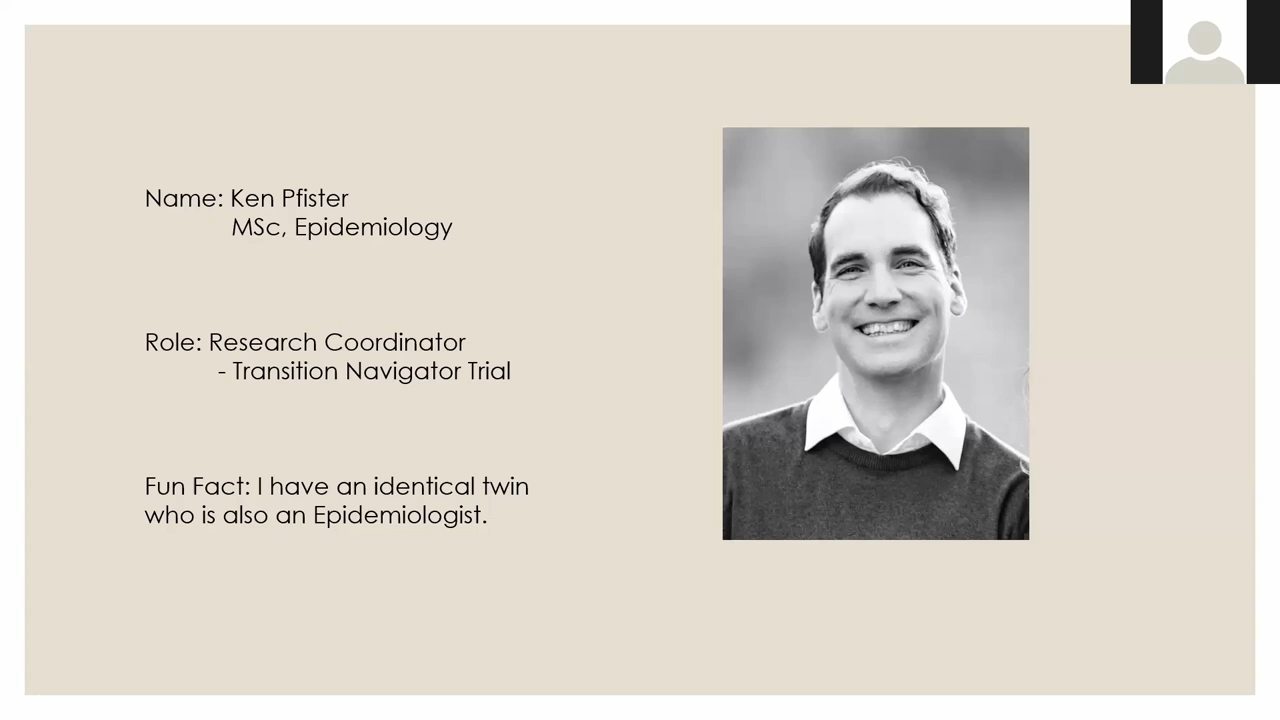 Name: Ken Pfister
MSc, Epidemiology
Role: Research Coordinator
- Transition Navigator Trial
Fun Fact: I have an identical twin
who is also an Epidemiologist.